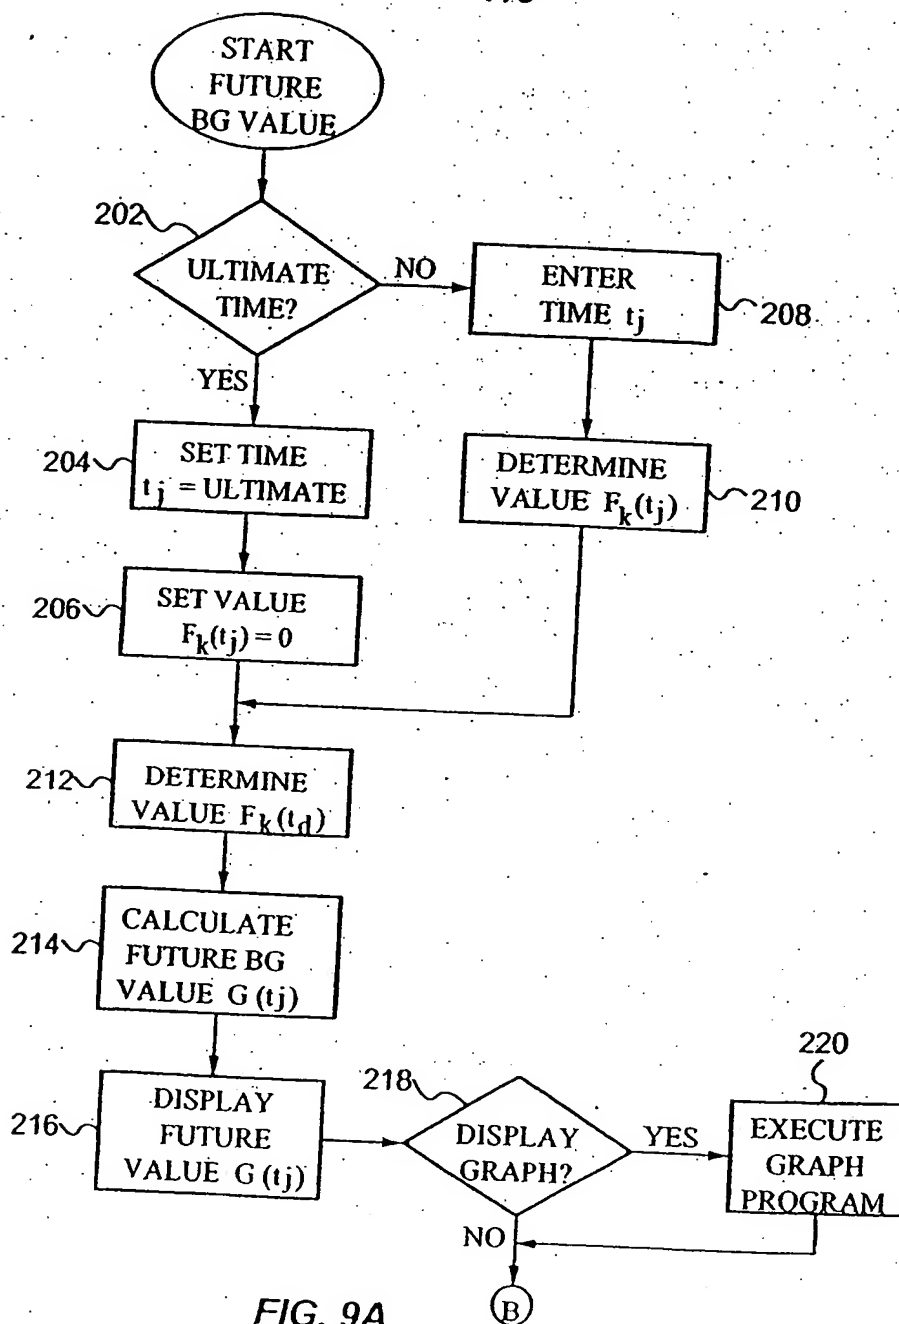 START
FUTURE
BG VALUE
202
ULTIMATE
TIME?
NO
ENTER
TIME tj
208
YES
204
SET TIME
tj = ULTIMATE
DETERMINE
VALUE Fk(tj)
210
206
SET VALUE
Fk(tj) = 0
212
DETERMINE
VALUE Fk(td)
214
CALCULATE
FUTURE BG
VALUE G(tj)
216
DISPLAY
FUTURE
VALUE G(tj)
218
DISPLAY
GRAPH?
YES
220
EXECUTE
GRAPH
PROGRAM
NO
B
FIG. 9A